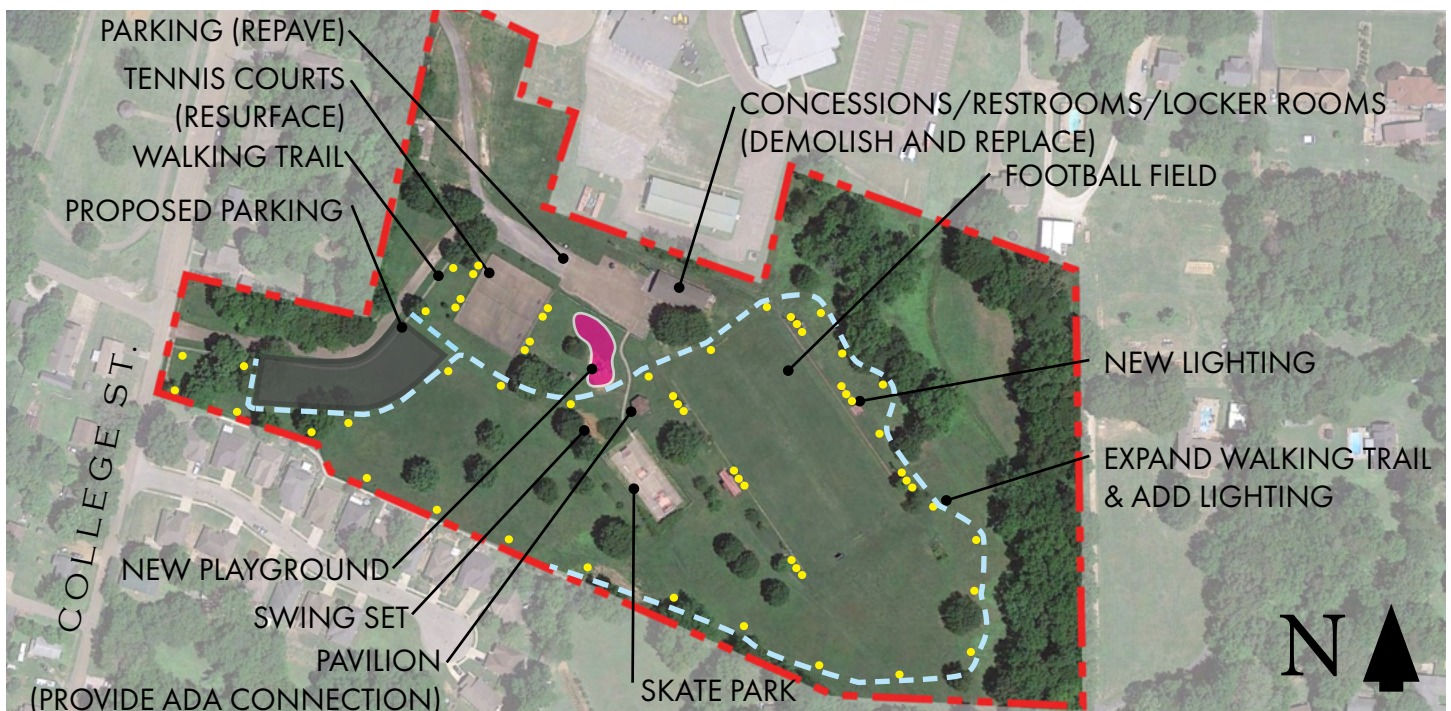 PARKING (REPAVE)
TENNIS COURTS
(RESURFACE)
WALKING TRAIL
PROPOSED PARKING
CONCESSIONS/RESTROOMS/LOCKER ROOMS
(DEMOLISH AND REPLACE)
FOOTBALL FIELD
NEW LIGHTING
EXPAND WALKING TRAIL
& ADD LIGHTING
COLLEGE ST.
NEW PLAYGROUND
SWING SET
PAVILION
(PROVIDE ADA CONNECTION)
SKATE PARK
N